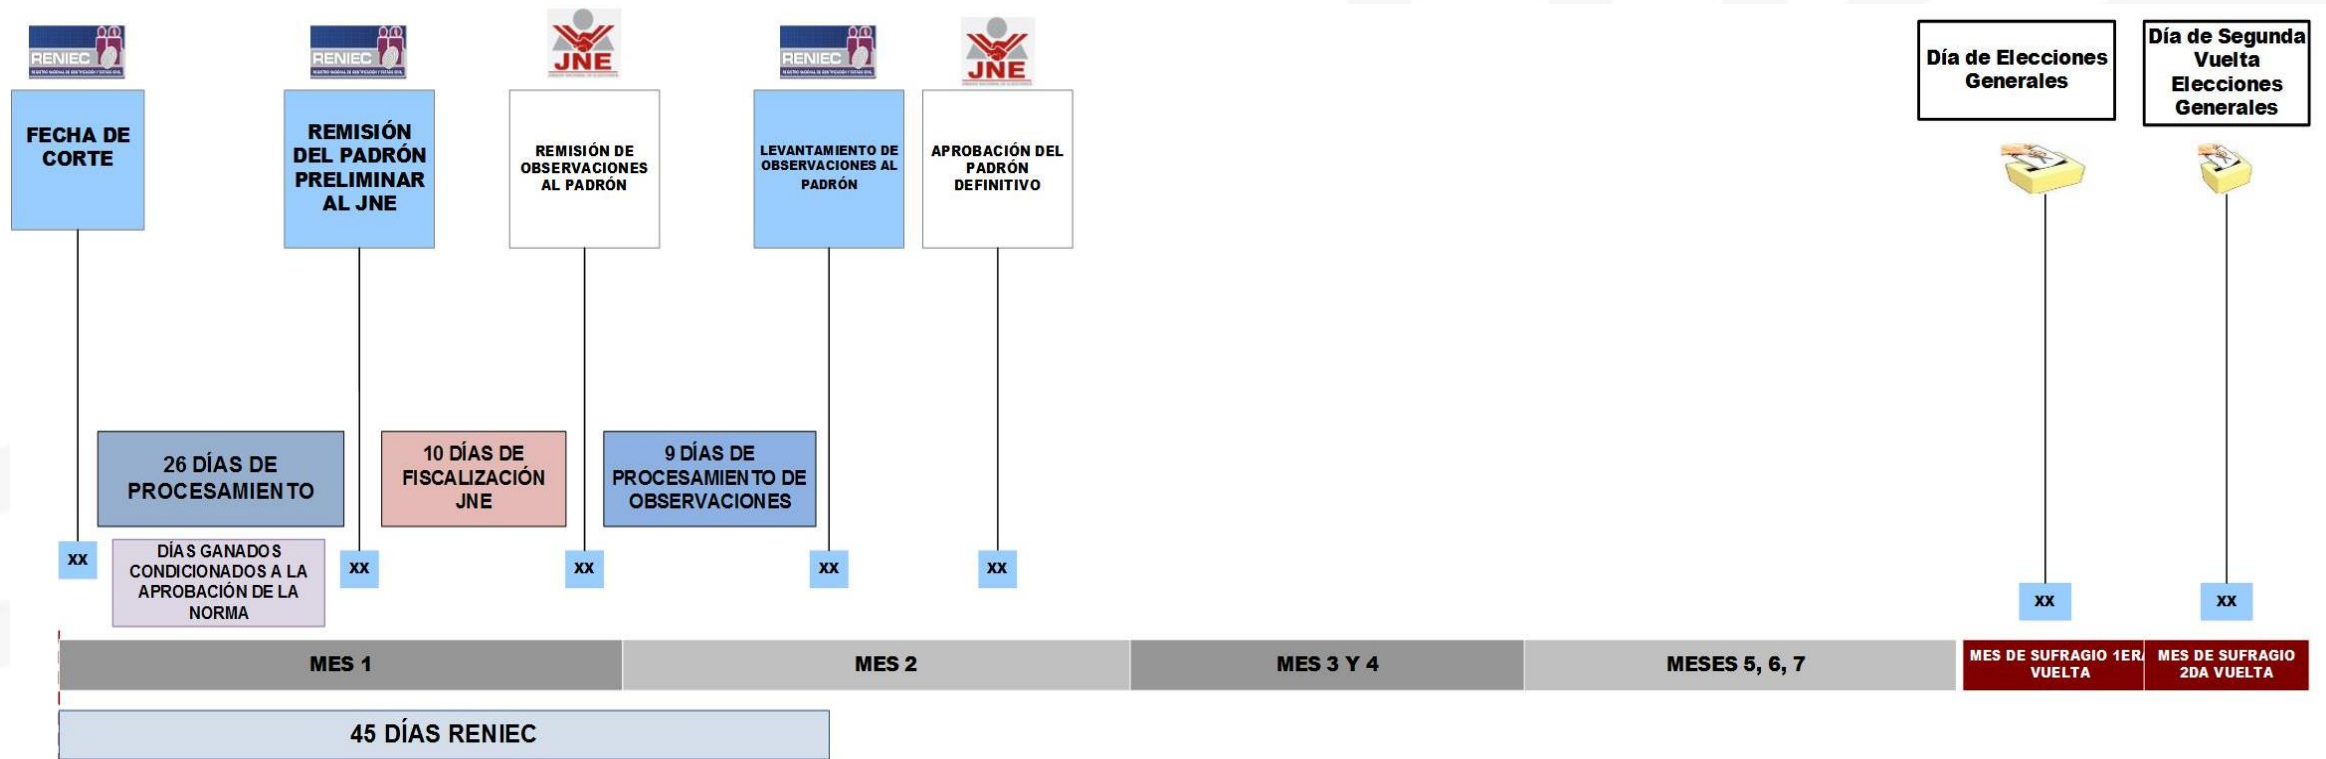 RENIEC
RENIEC
JNE
RENIEC
JNE
FECHA DE
CORTE
REMISIÓN
DEL PADRÓN
PRELIMINAR
AL JNE
REMISIÓN DE
OBSERVACIONES
AL PADRÓN
LEVANTAMIENTO DE
OBSERVACIONES AL
PADRÓN
APROBACIÓN DEL
PADRÓN
DEFINITIVO
Día de Elecciones
Generales
Día de Segunda
Vuelta
Elecciones
Generales
26 DÍAS DE
PROCESAMIENTO
10 DÍAS DE
FISCALIZACIÓN
JNE
9 DÍAS DE
PROCESAMIENTO DE
OBSERVACIONES
xx
DÍAS GANADOS
CONDICIONADOS A LA
APROBACIÓN DE LA
NORMA
xx
xx
xx
xx
xx
xx
MES 1
MES 2
MES 3 Y 4
MESES 5, 6, 7
MES DE SUFRAGIO 1ERA
VUELTA
MES DE SUFRAGIO
2DA VUELTA
45 DÍAS RENIEC